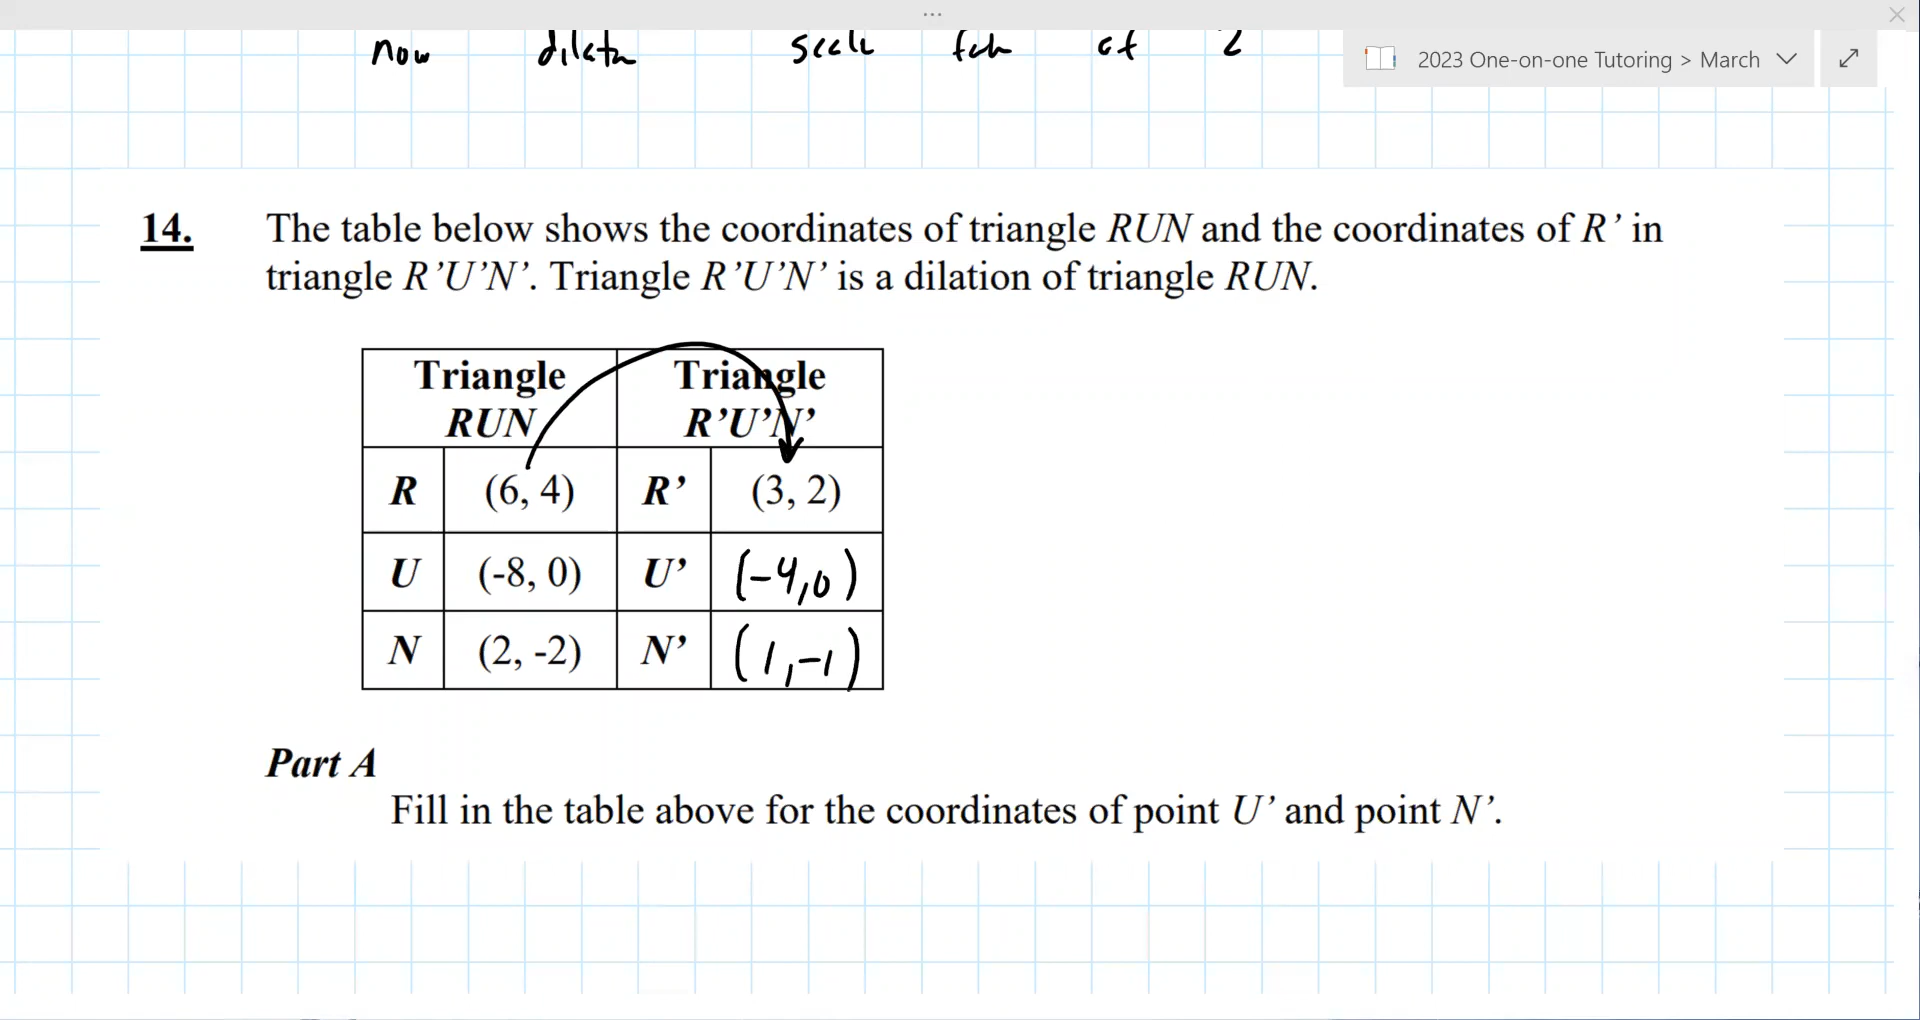 now dilatn scale fctr of 2
2023 One-on-one Tutoring > March
14. The table below shows the coordinates of triangle RUN and the coordinates of R’ in
triangle R’U’N’. Triangle R’U’N’ is a dilation of triangle RUN.
Triangle Triangle
RUN R’U’N’
R (6, 4) R’ (3, 2)
U (-8, 0) U’ (-4,0)
N (2, -2) N’ (1,-1)
Part A
Fill in the table above for the coordinates of point U’ and point N’.